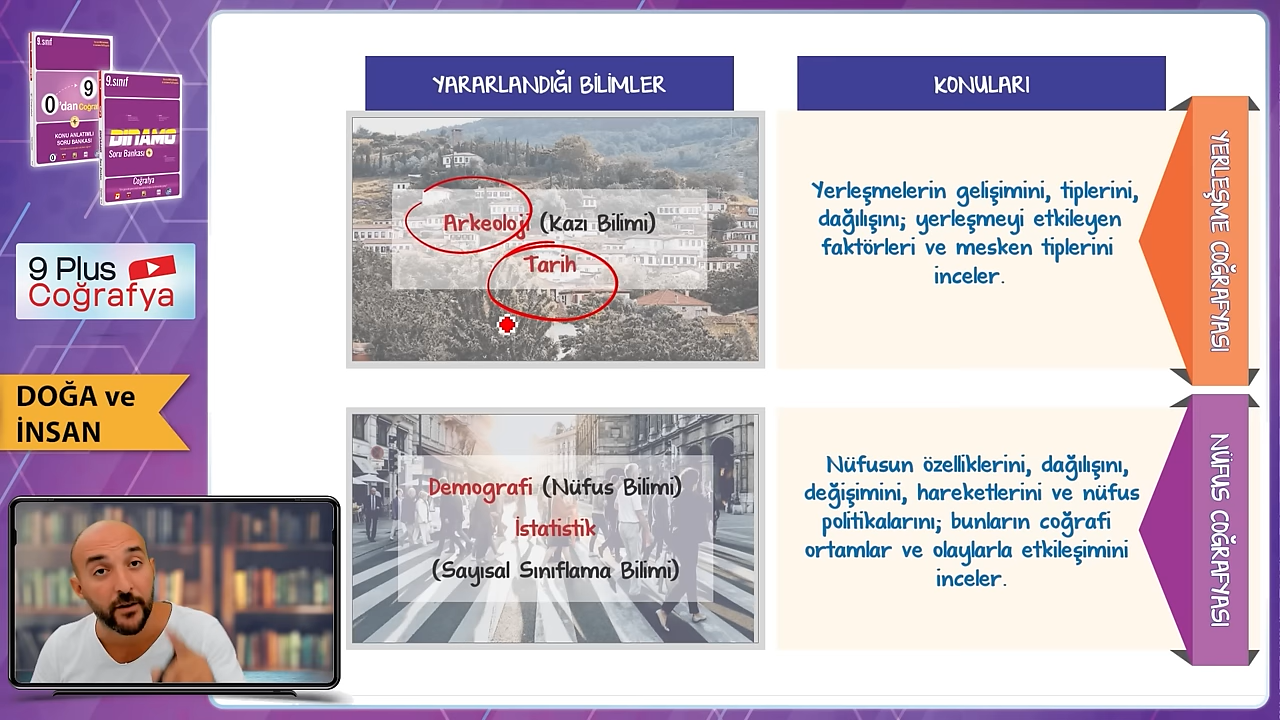 9.sınıf
0'dan 9
KONU ANLATIMLI
SORU BANKASI
9.sınıf
DINAMO
Soru Bankası
Coğrafya
9 Plus
Coğrafya
DOĞA ve
İNSAN
YARARLANDIĞI BİLİMLER
Arkeoloji (Kazı Bilimi)
Tarih
Demografi (Nüfus Bilimi)
İstatistik
(Sayısal Sınıflama Bilimi)
KONULARI
Yerleşmelerin gelişimini, tiplerini,
dağılışını; yerleşmeyi etkileyen
faktörleri ve mesken tiplerini
inceler.
YERLEŞME COĞRAFYASI
Nüfusun özelliklerini, dağılışını,
değişimini, hareketlerini ve nüfus
politikalarını; bunların coğrafi
ortamlar ve olaylarla etkileşimini
inceler.
NÜFUS COĞRAFYASI